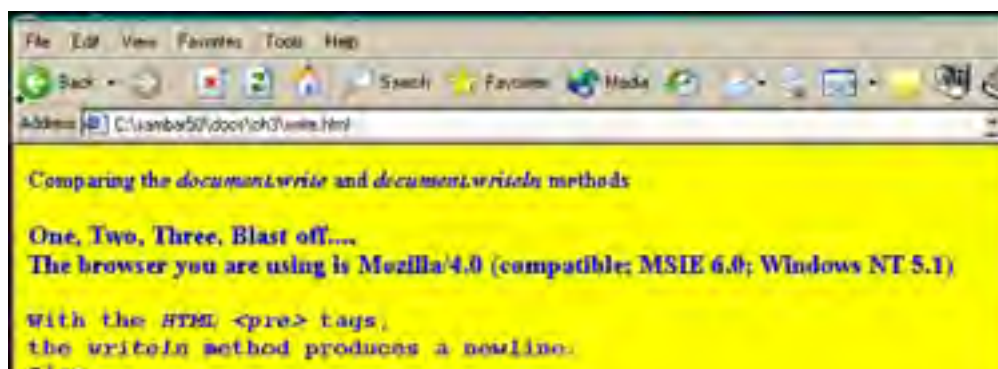 File Edit View Favorites Tools Help
Back Search Favorites Media
Address C:\sambar50\docs\ch3\write.html
Comparing the document.write and document.writeln methods
One, Two, Three, Blast off....
The browser you are using is Mozilla/4.0 (compatible; MSIE 6.0; Windows NT 5.1)
With the HTML <pre> tags,
the writeln method produces a newline.